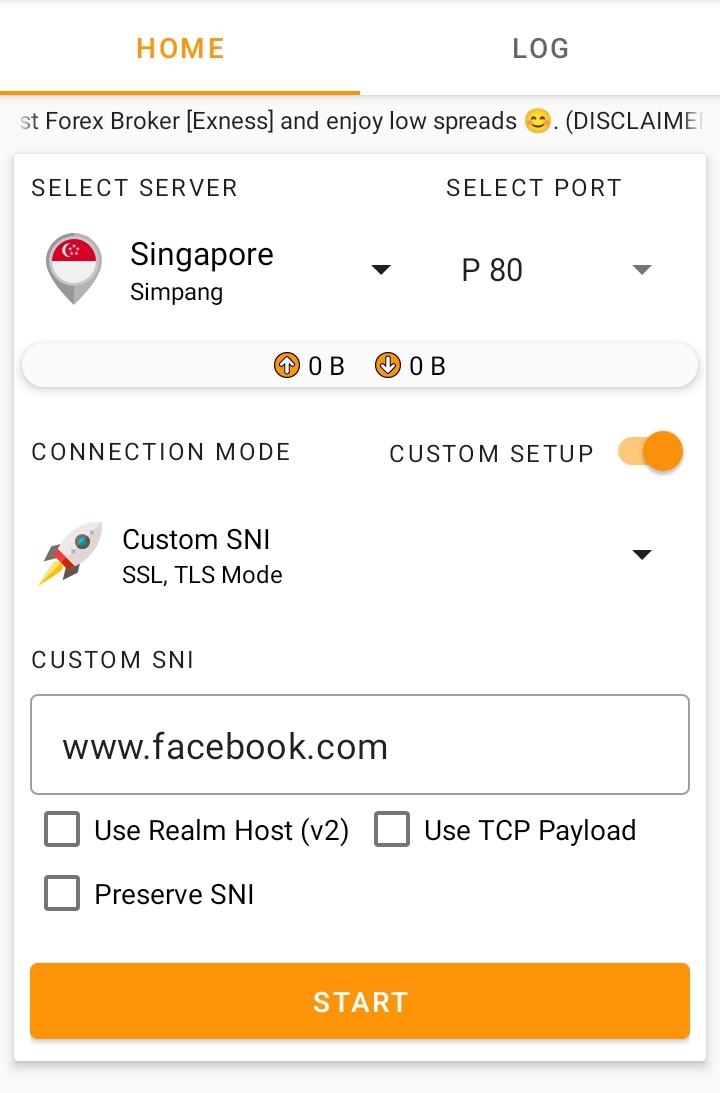 HOME LOG
st Forex Broker [Exness] and enjoy low spreads 😊. (DISCLAIME
SELECT SERVER SELECT PORT
Singapore
Simpang
P 80
0 B 0 B
CONNECTION MODE CUSTOM SETUP
Custom SNI
SSL, TLS Mode
CUSTOM SNI
www.facebook.com
Use Realm Host (v2) Use TCP Payload
Preserve SNI
START